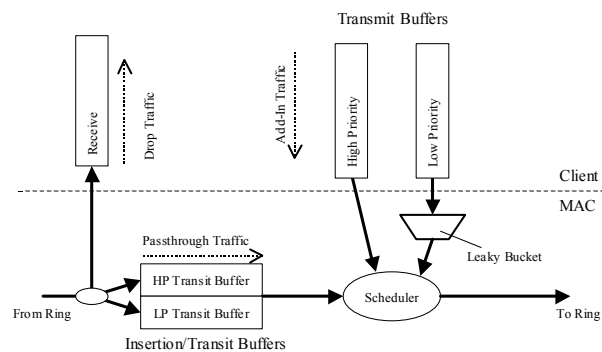 Transmit Buffers
Receive
Drop Traffic
Add-In Traffic
High Priority
Low Priority
Client
MAC
Leaky Bucket
Passthrough Traffic
HP Transit Buffer
LP Transit Buffer
Scheduler
From Ring
To Ring
Insertion/Transit Buffers